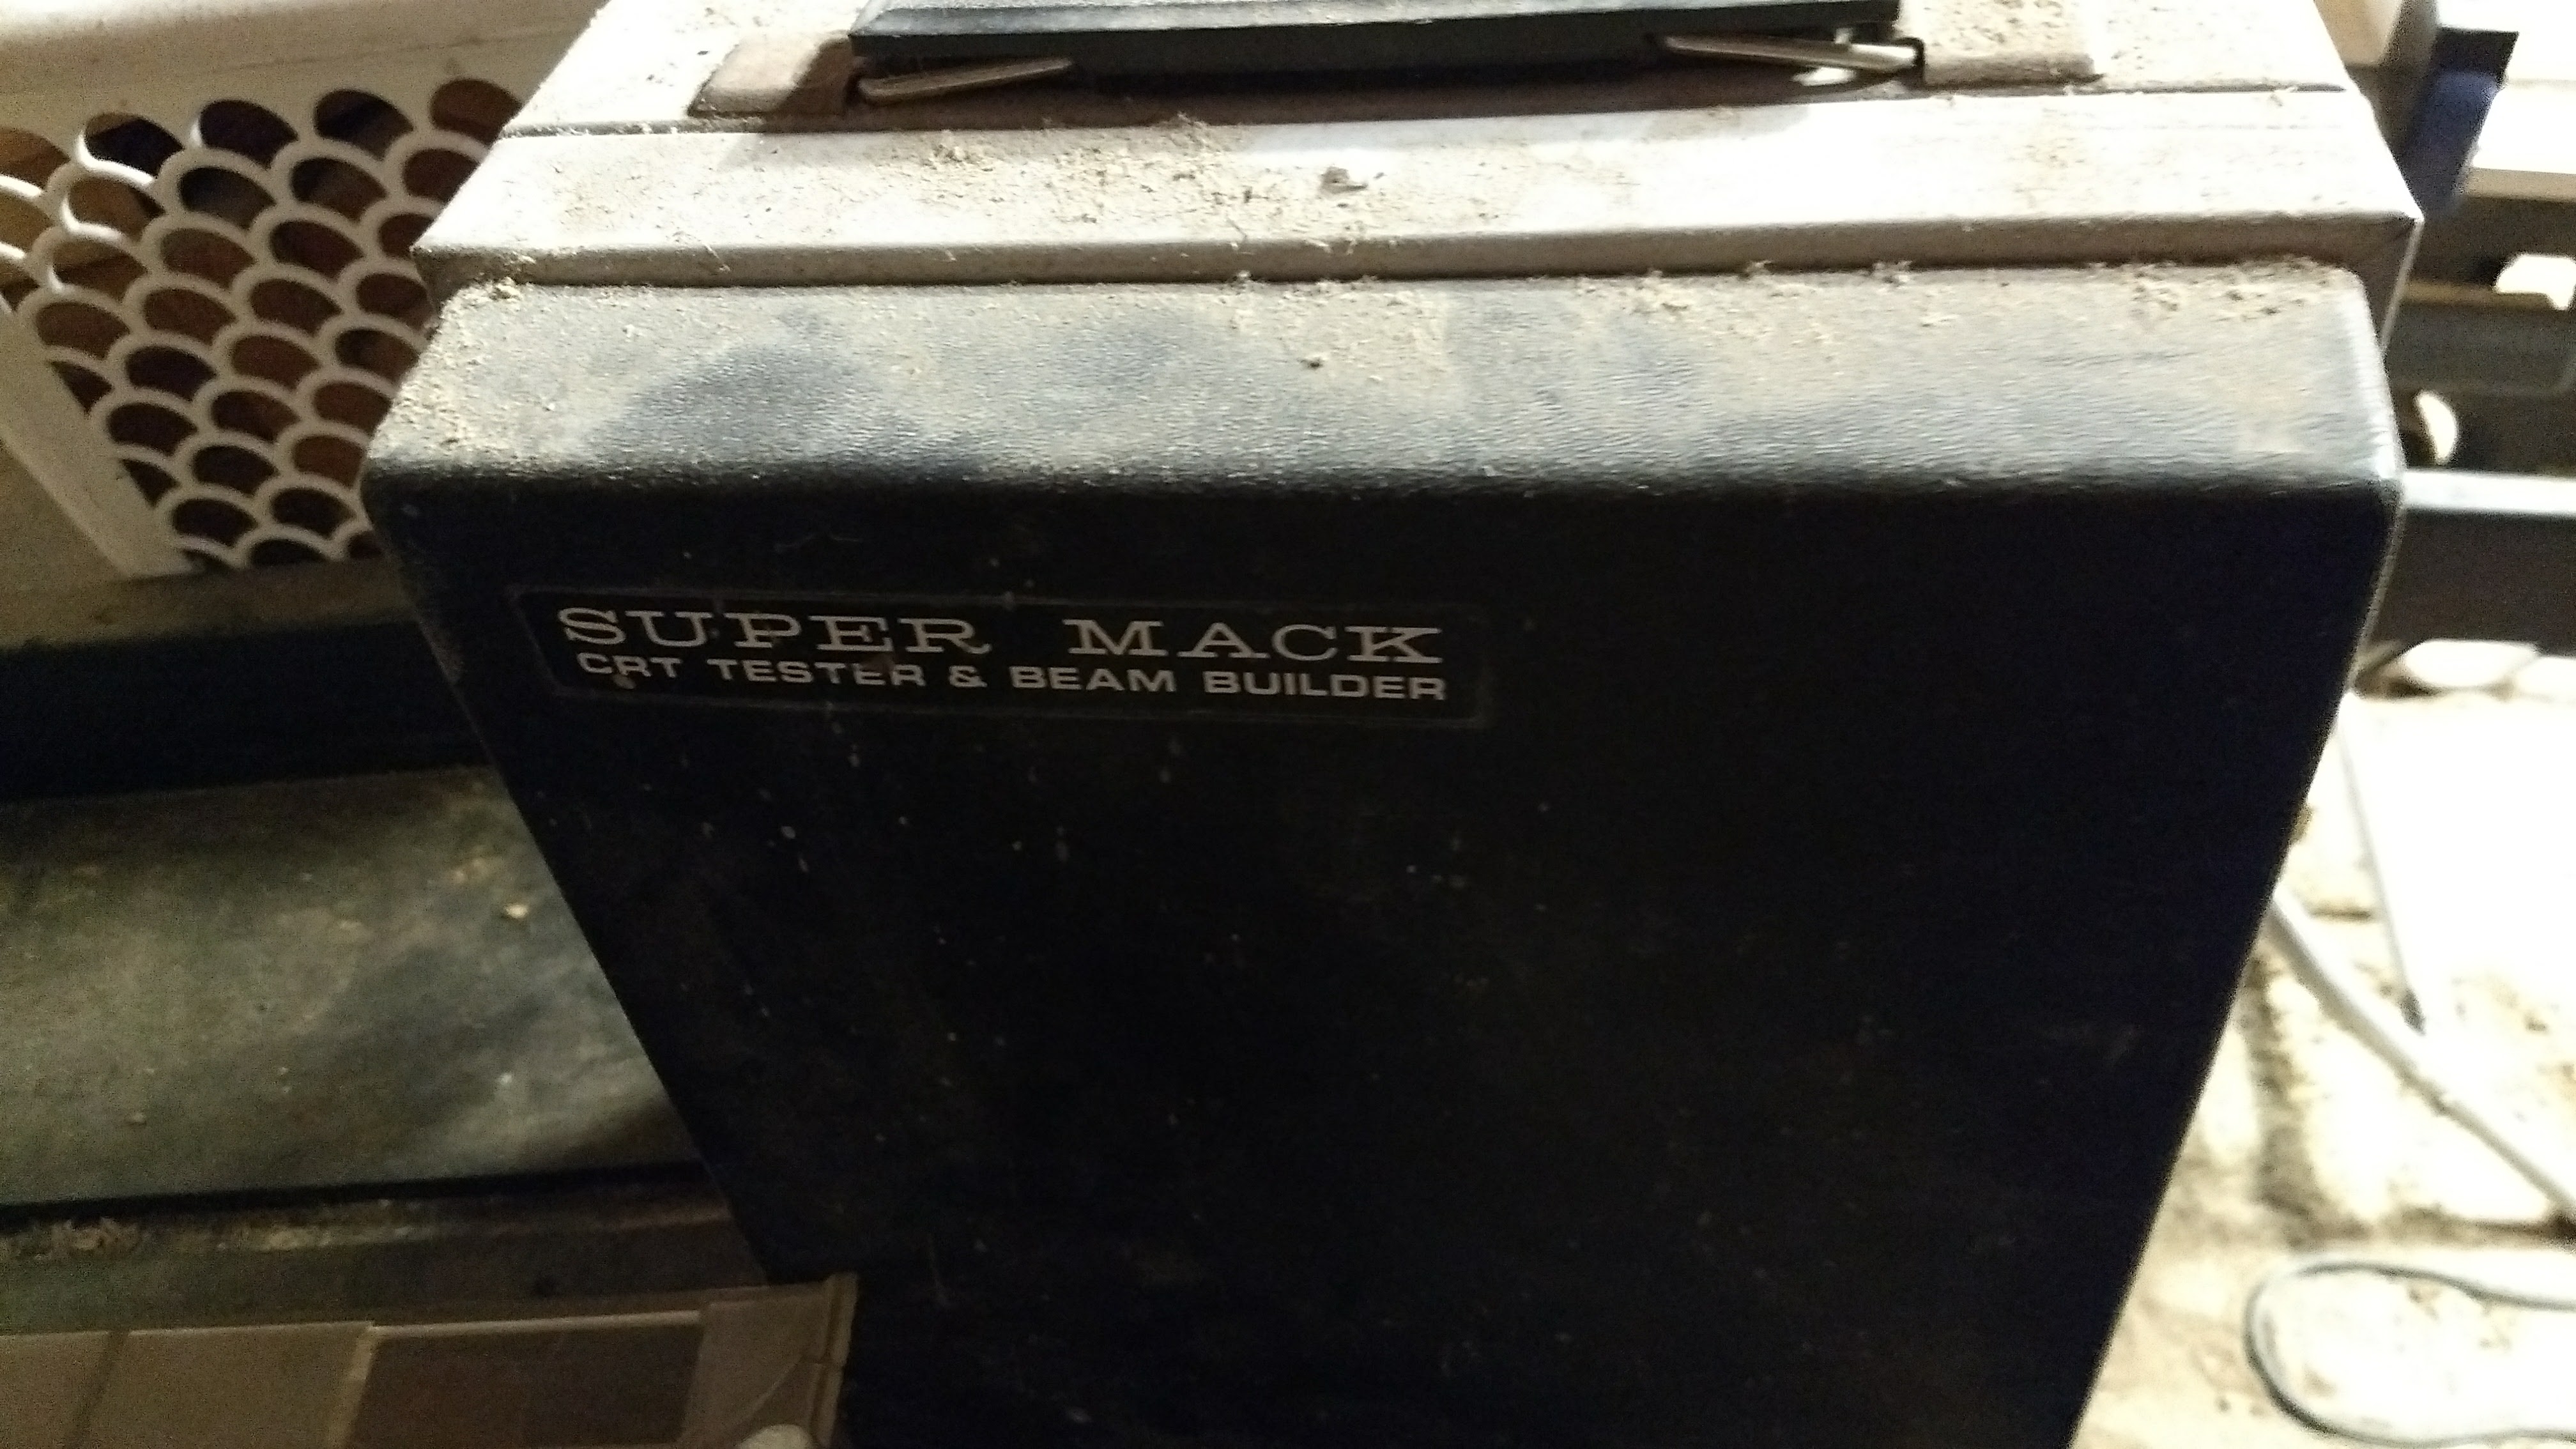 SUPER MACK
CRT TESTER & BEAM BUILDER